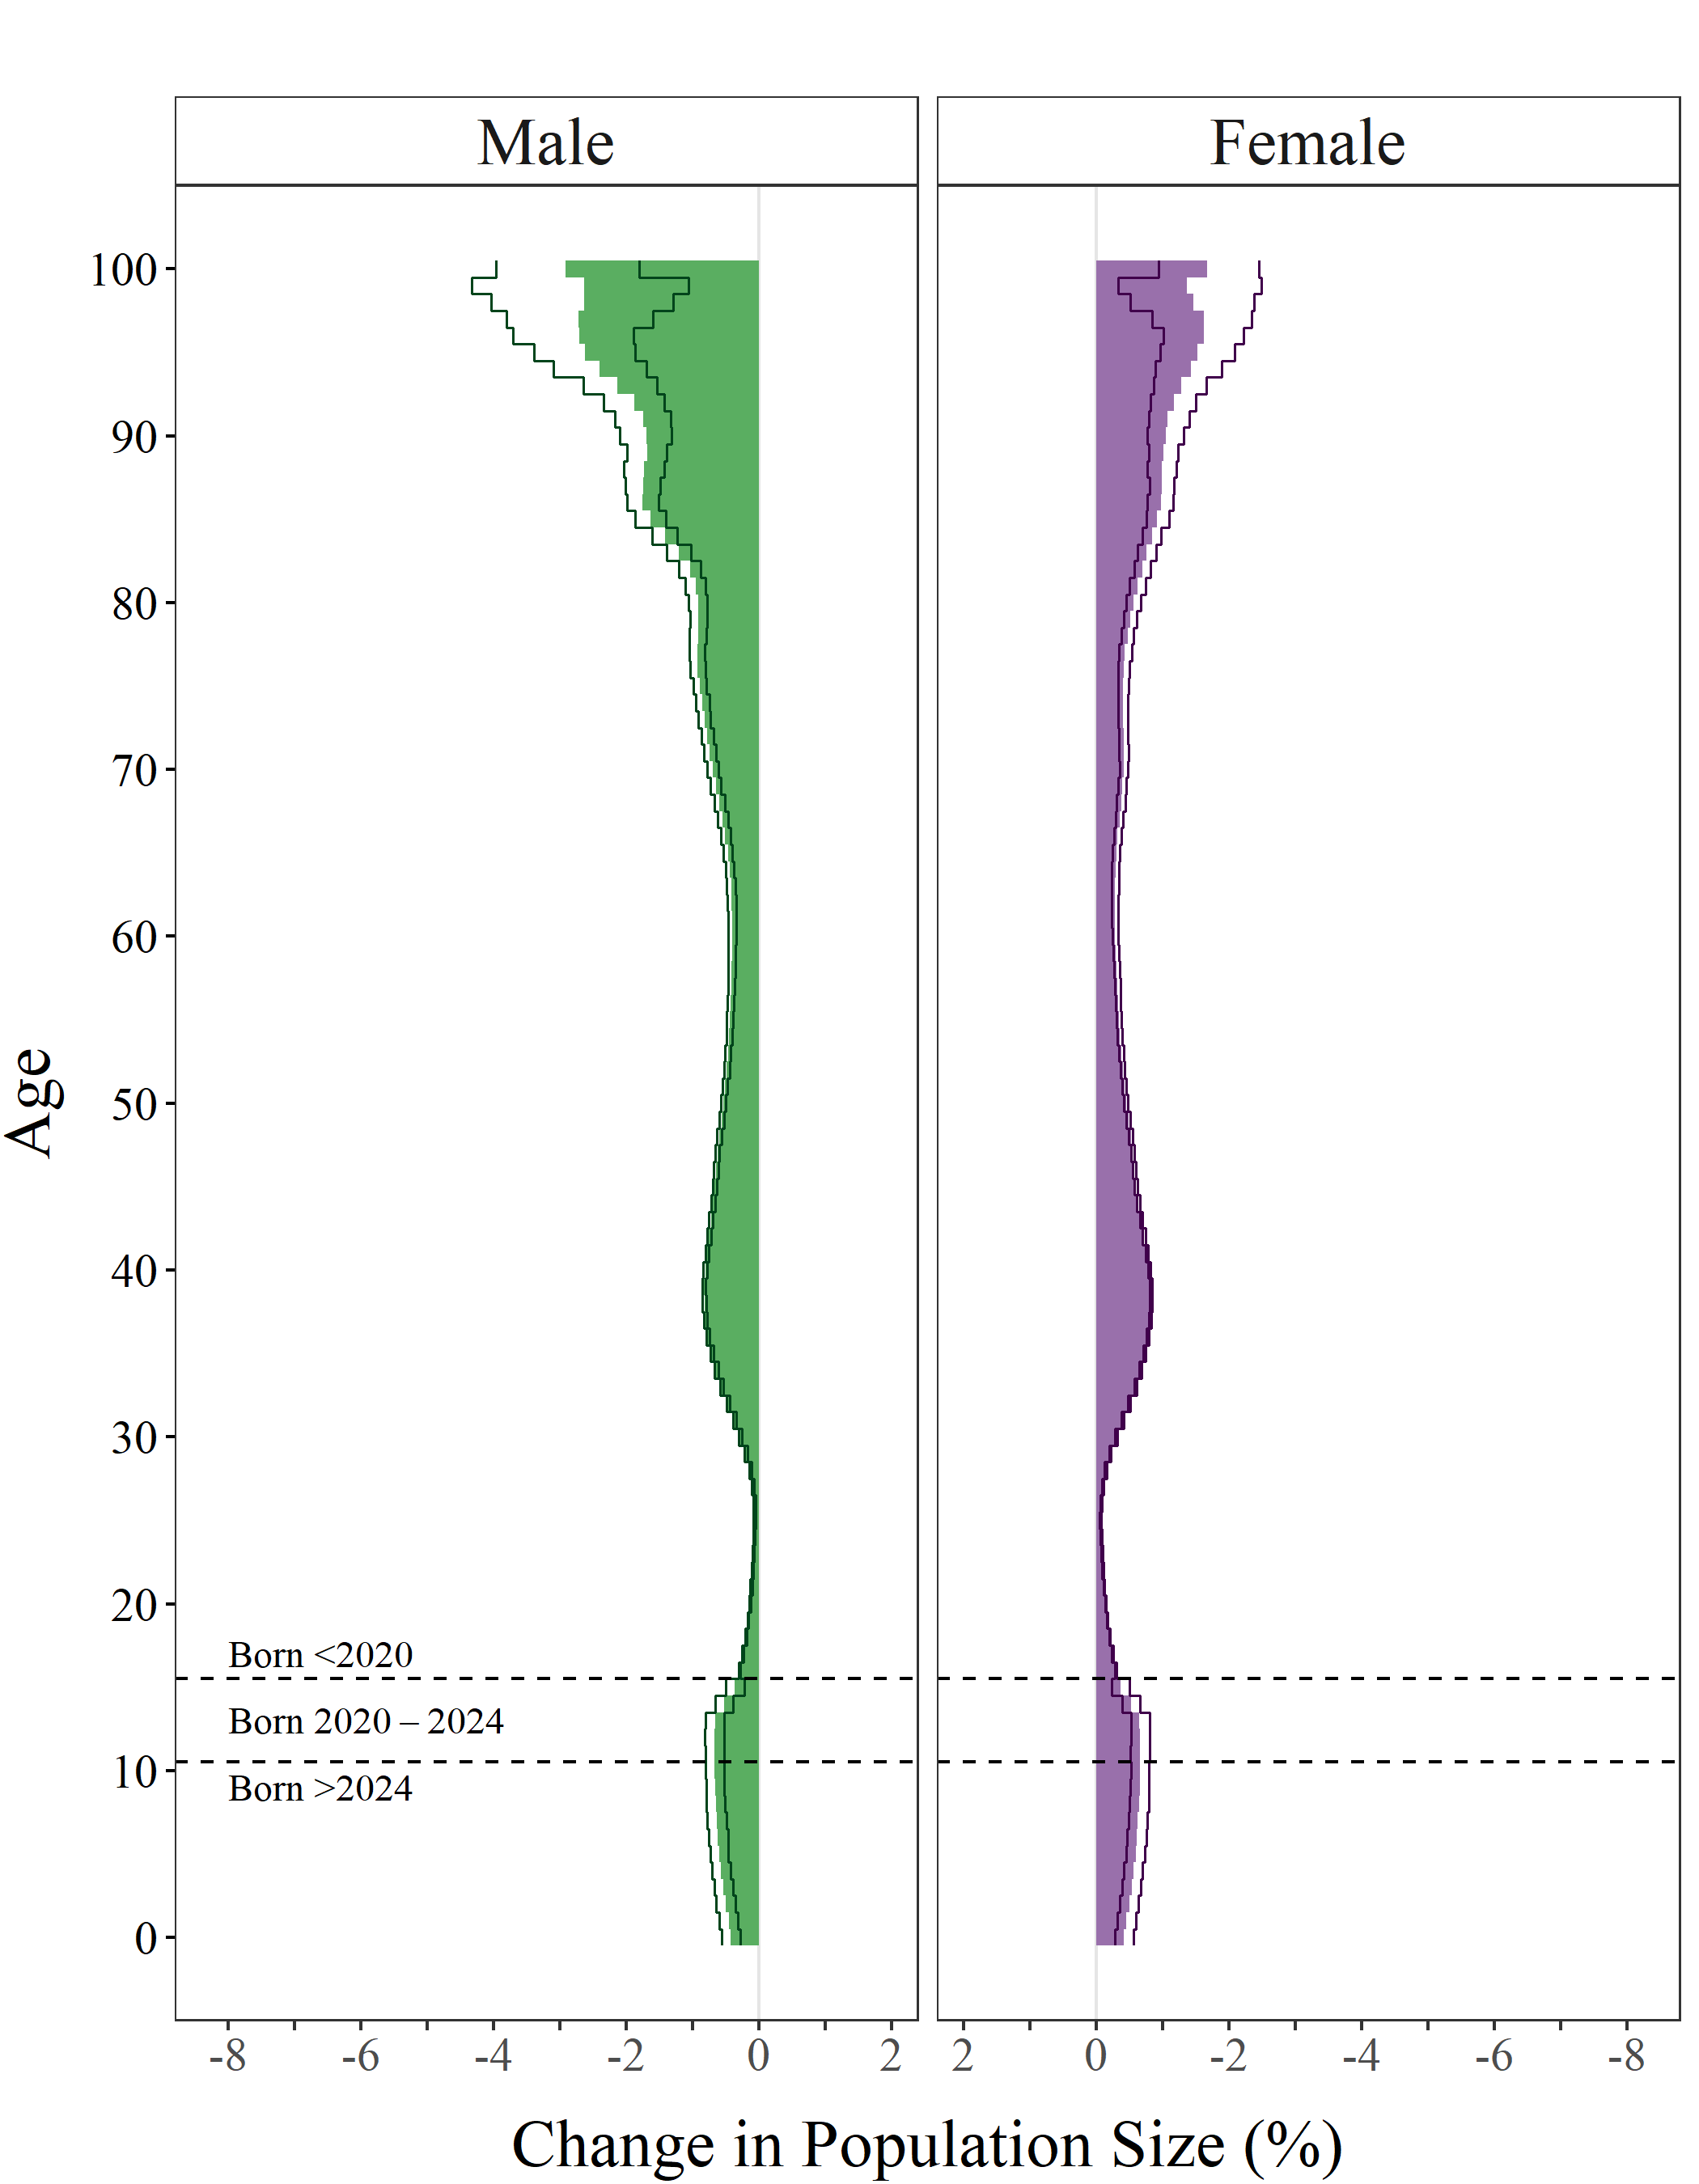 Male Female
100
90
80
70
60
50
40
30
20
10
0
Age
Born <2020
Born 2020 – 2024
Born >2024
-8 -6 -4 -2 0 2 2 0 -2 -4 -6 -8
Change in Population Size (%)